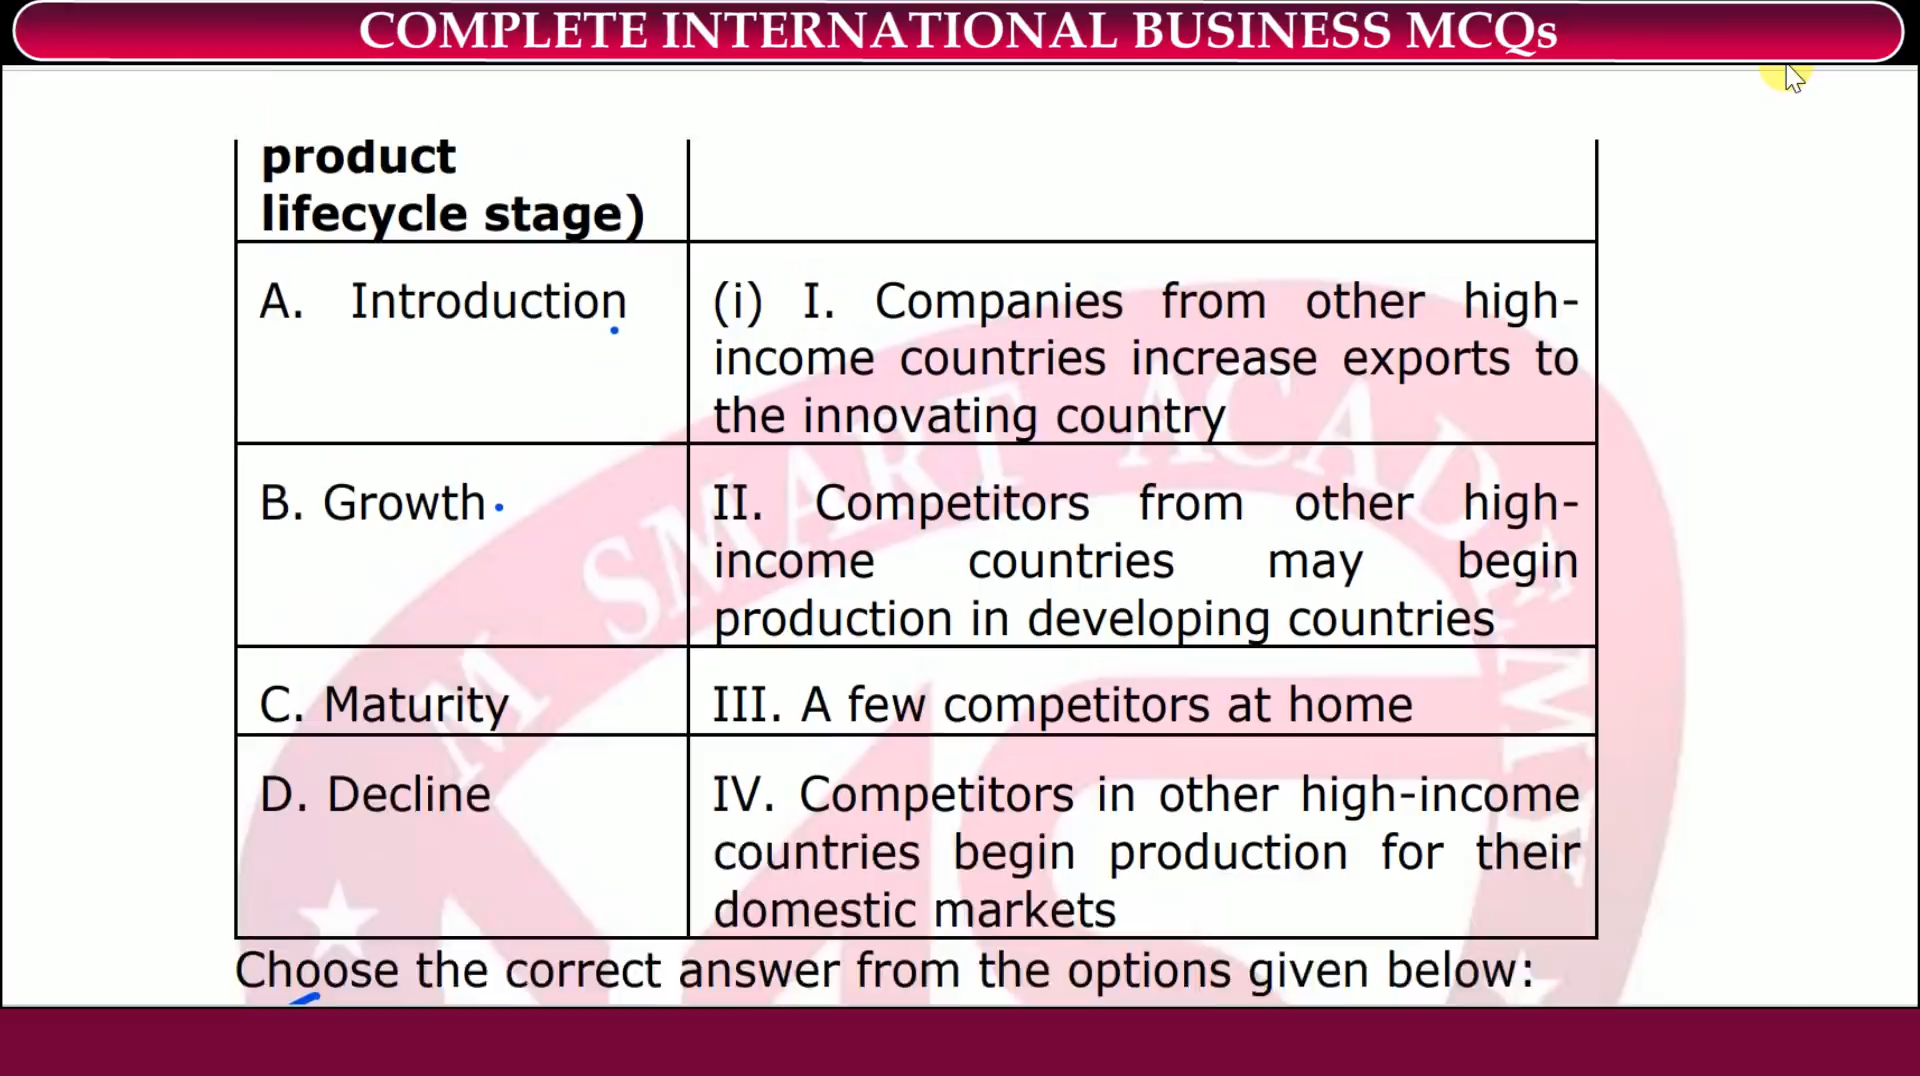 COMPLETE INTERNATIONAL BUSINESS MCQs
product
lifecycle stage)
A. Introduction
(i) I. Companies from other high-
income countries increase exports to
the innovating country
B. Growth
II. Competitors from other high-
income countries may begin
production in developing countries
C. Maturity
III. A few competitors at home
D. Decline
IV. Competitors in other high-income
countries begin production for their
domestic markets
Choose the correct answer from the options given below:
M SMART ACADEMY